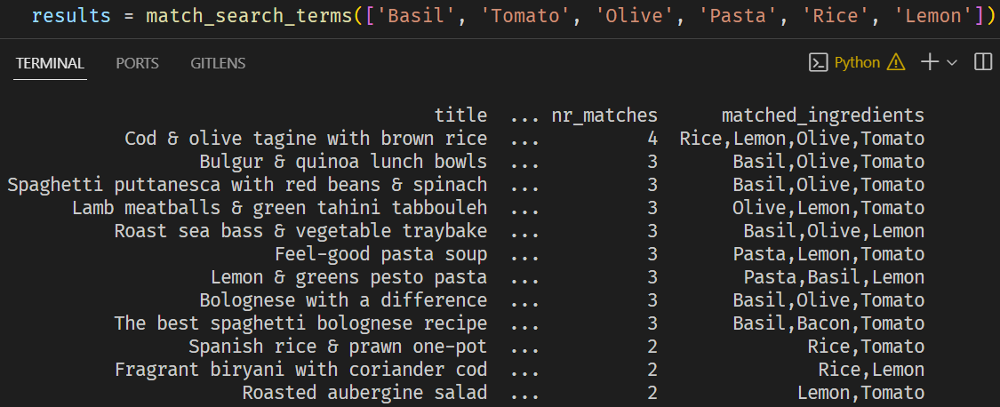 results = match_search_terms(['Basil', 'Tomato', 'Olive', 'Pasta', 'Rice', 'Lemon'])
TERMINAL PORTS GITLENS Python
title ... nr_matches matched_ingredients
Cod & olive tagine with brown rice ... 4 Rice,Lemon,Olive,Tomato
Bulgur & quinoa lunch bowls ... 3 Basil,Olive,Tomato
Spaghetti puttanesca with red beans & spinach ... 3 Basil,Olive,Tomato
Lamb meatballs & green tahini tabbouleh ... 3 Olive,Lemon,Tomato
Roast sea bass & vegetable traybake ... 3 Basil,Olive,Lemon
Feel-good pasta soup ... 3 Pasta,Lemon,Tomato
Lemon & greens pesto pasta ... 3 Pasta,Basil,Lemon
Bolognese with a difference ... 3 Basil,Olive,Tomato
The best spaghetti bolognese recipe ... 3 Basil,Bacon,Tomato
Spanish rice & prawn one-pot ... 2 Rice,Tomato
Fragrant biryani with coriander cod ... 2 Rice,Lemon
Roasted aubergine salad ... 2 Lemon,Tomato